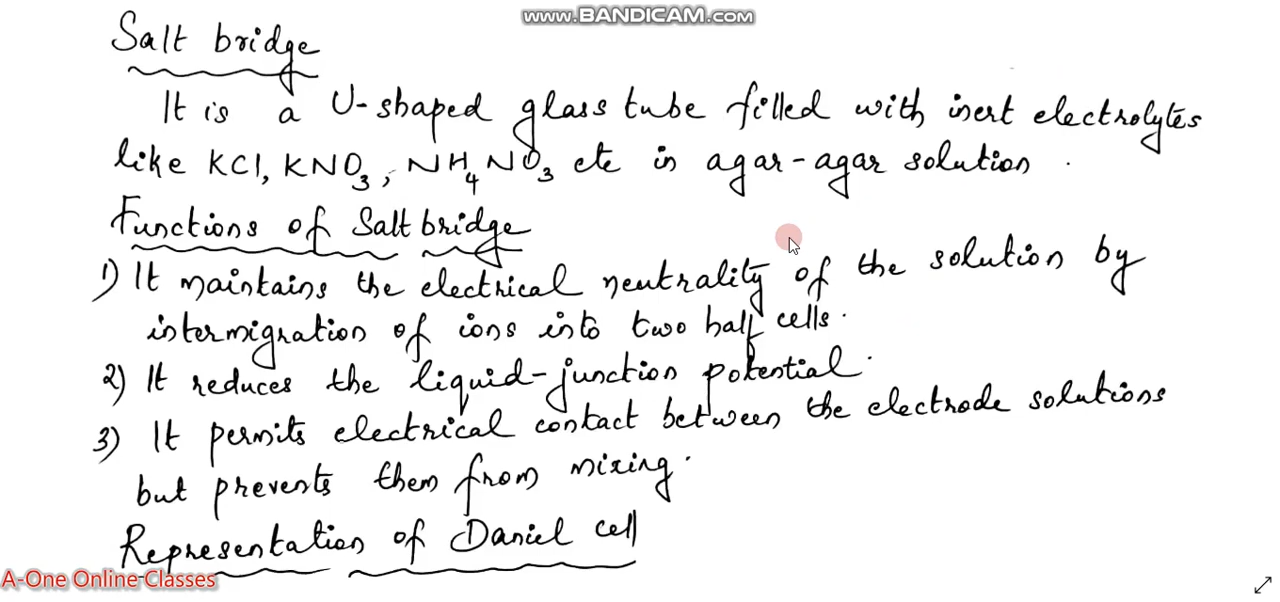 www.BANDICAM.com
Salt bridge
It is a U-shaped glass tube filled with inert electrolytes
like KCl, KNO₃, NH₄NO₃ etc in agar-agar solution.
Functions of Salt bridge
1) It maintains the electrical neutrality of the solution by
intermigration of ions into two half cells.
2) It reduces the liquid-junction potential.
3) It permits electrical contact between the electrode solutions
but prevents them from mixing.
Representation of Daniel cell
A-One Online Classes